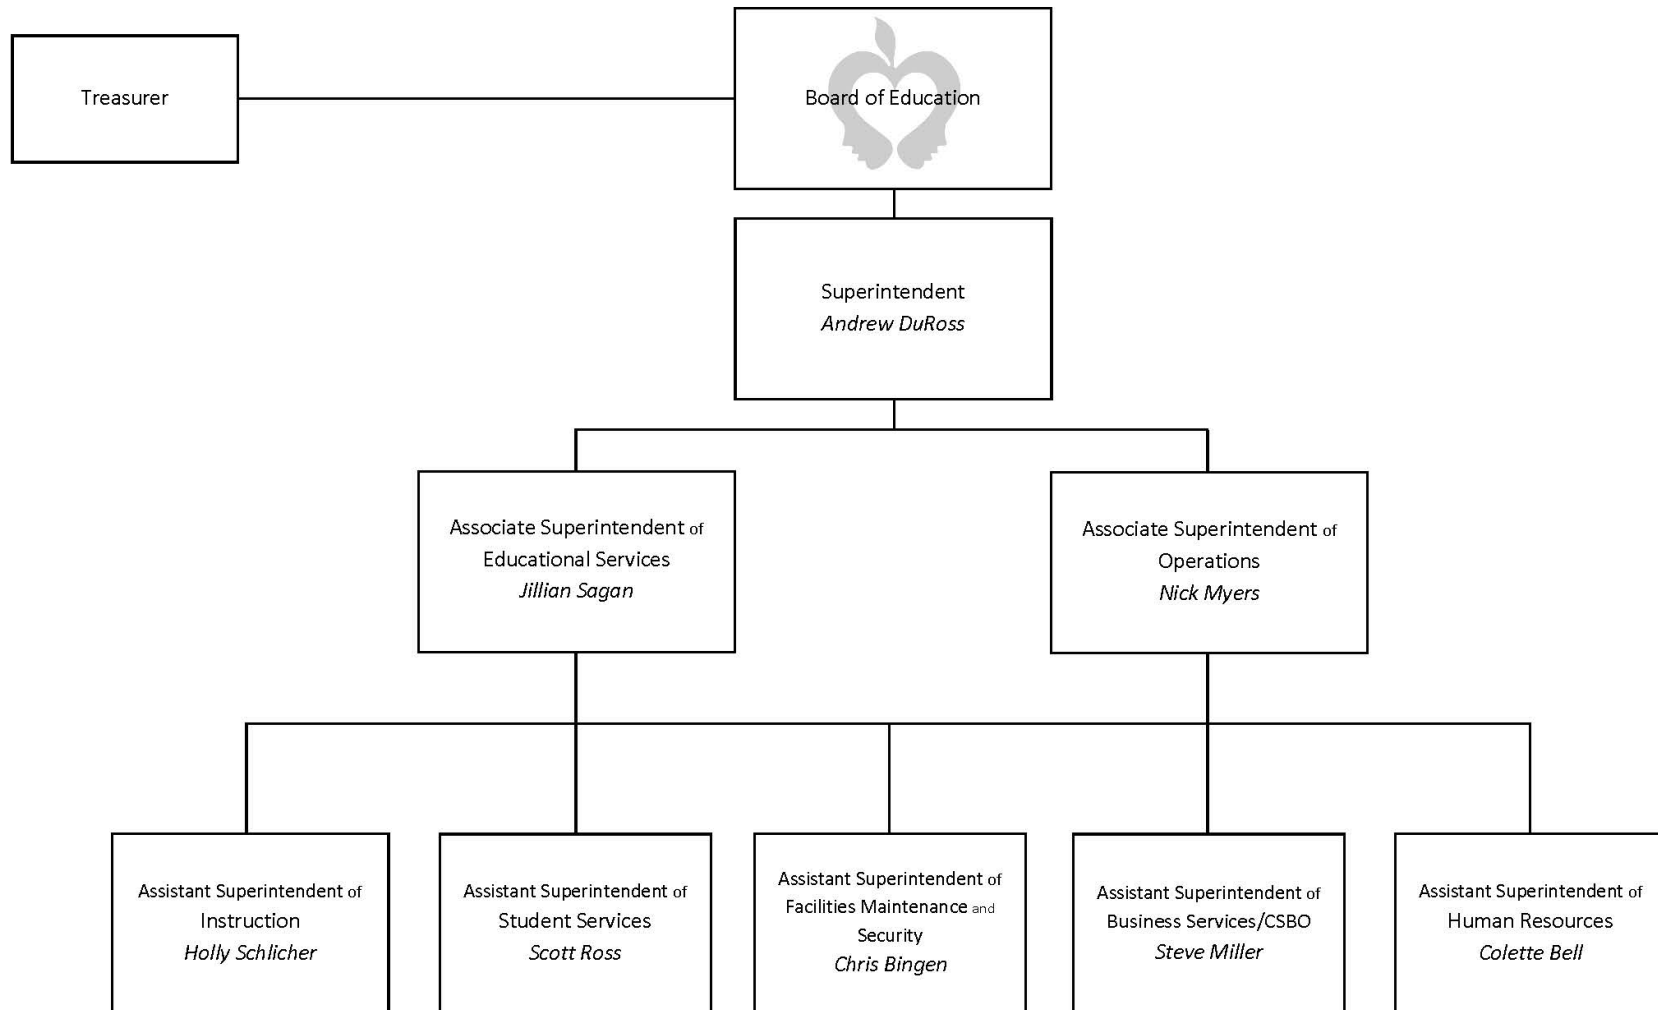 Treasurer
Board of Education
Superintendent
Andrew DuRoss
Associate Superintendent of
Educational Services
Jillian Sagan
Associate Superintendent of
Operations
Nick Myers
Assistant Superintendent of
Instruction
Holly Schlicher
Assistant Superintendent of
Student Services
Scott Ross
Assistant Superintendent of
Facilities Maintenance and
Security
Chris Bingen
Assistant Superintendent of
Business Services/CSBO
Steve Miller
Assistant Superintendent of
Human Resources
Colette Bell